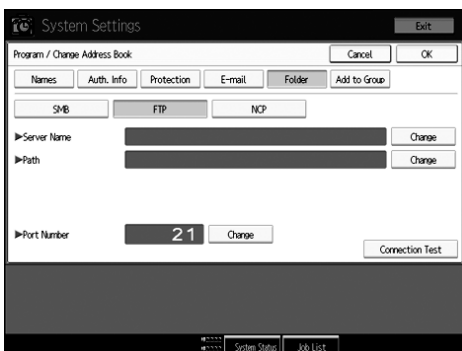 System Settings Exit
Program / Change Address Book Cancel OK
Names Auth. Info Protection E-mail Folder Add to Group
SMB FTP NCP
▶Server Name Change
▶Path Change
▶Port Number 21 Change
Connection Test
System Status Job List